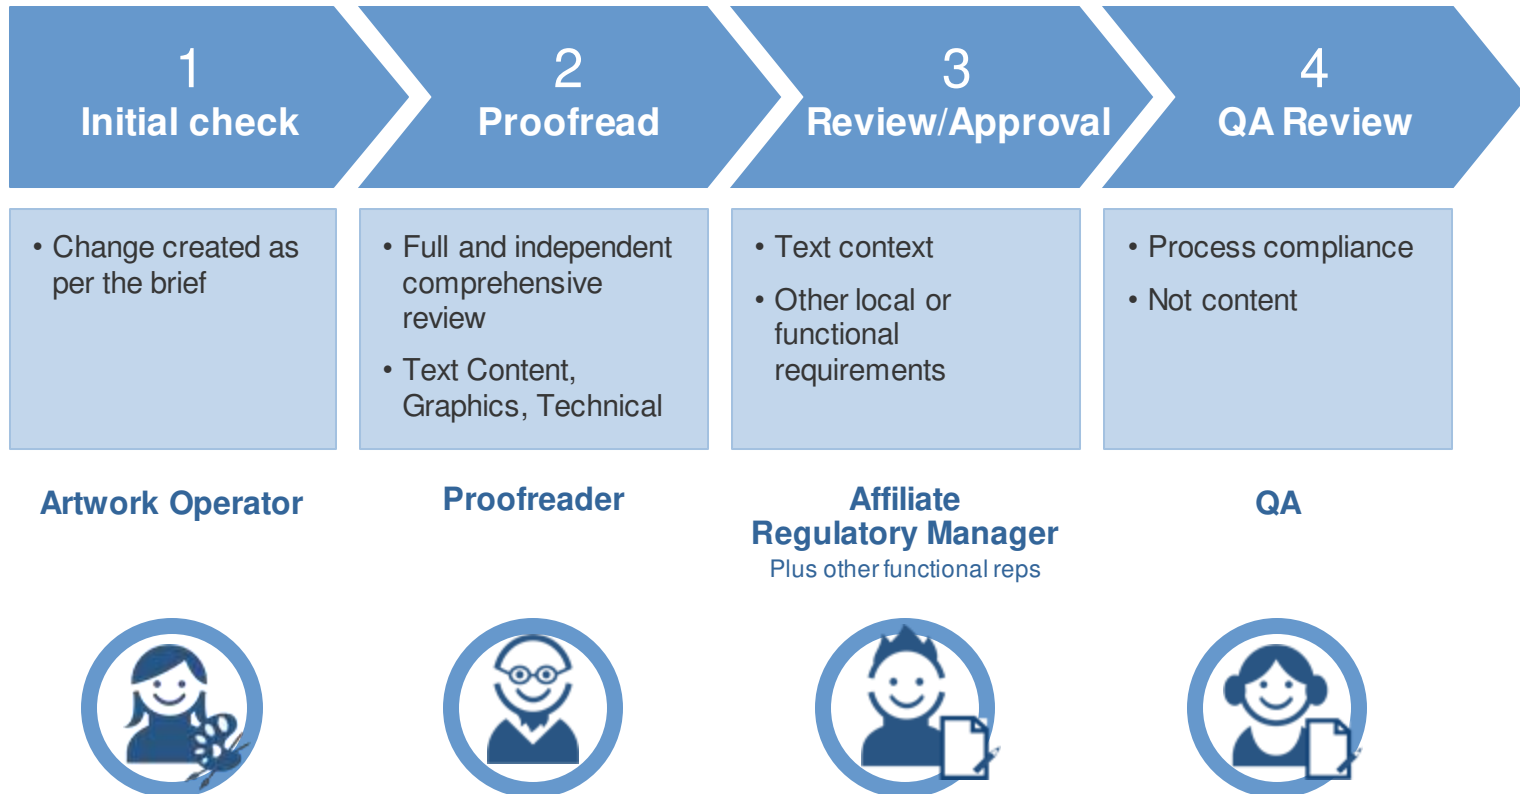 1
Initial check
2
Proofread
3
Review/Approval
4
QA Review
• Change created as
per the brief
• Full and independent
comprehensive
review
• Text Content,
Graphics, Technical
• Text context
• Other local or
functional
requirements
• Process compliance
• Not content
Artwork Operator
Proofreader
Affiliate
Regulatory Manager
Plus other functional reps
QA